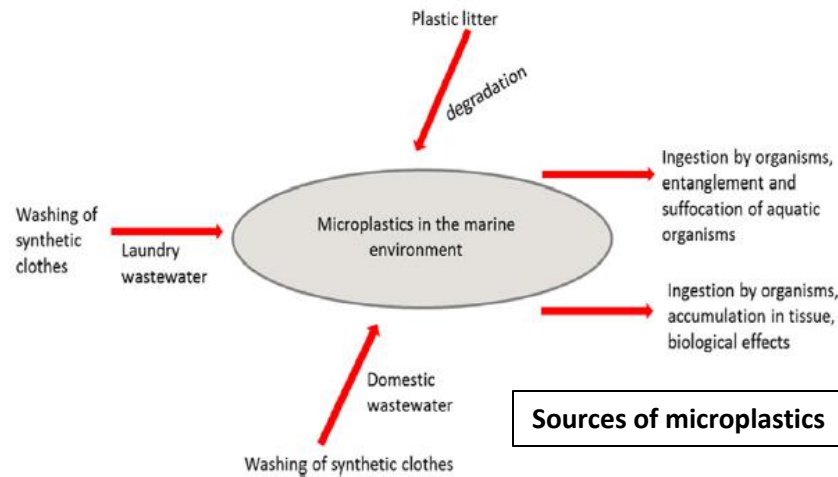 Plastic litter
degradation
Ingestion by organisms,
entanglement and
suffocation of aquatic
organisms
Washing of
synthetic
clothes
Laundry
wastewater
Microplastics in the marine
environment
Ingestion by organisms,
accumulation in tissue,
biological effects
Domestic
wastewater
Washing of synthetic clothes
Sources of microplastics